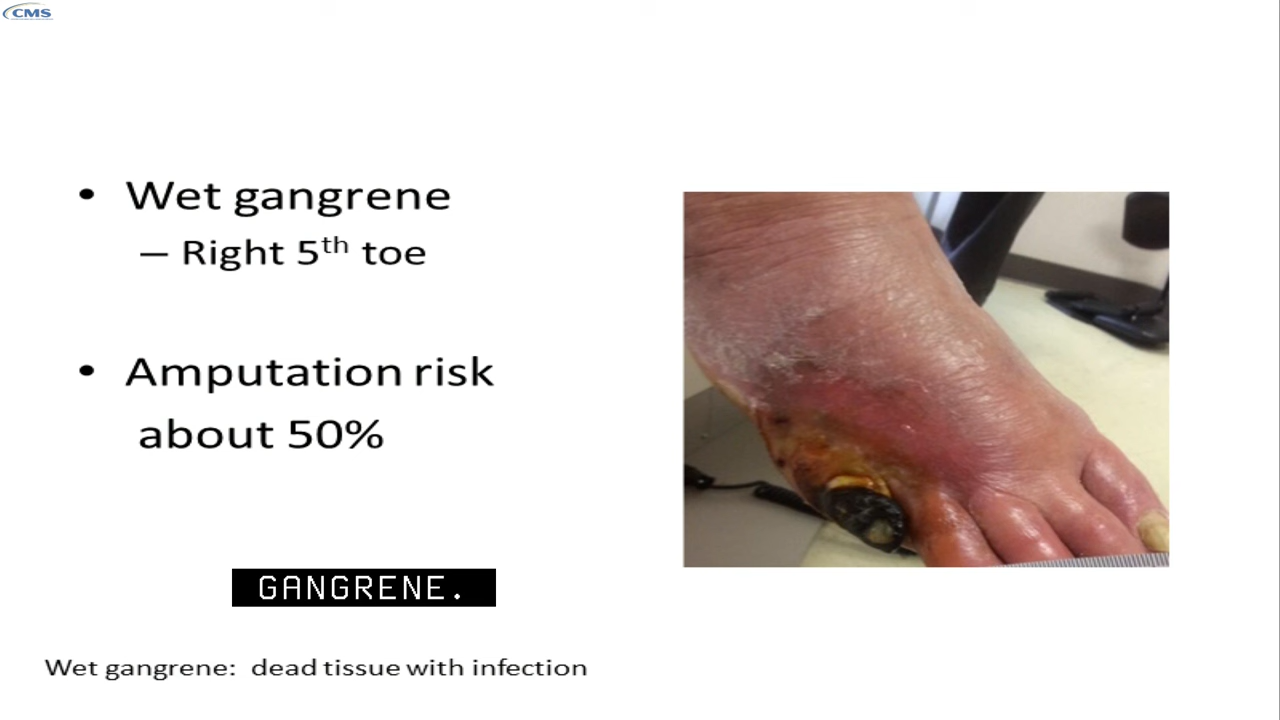 CMS
• Wet gangrene
– Right 5th toe
• Amputation risk
about 50%
GANGRENE.
Wet gangrene: dead tissue with infection